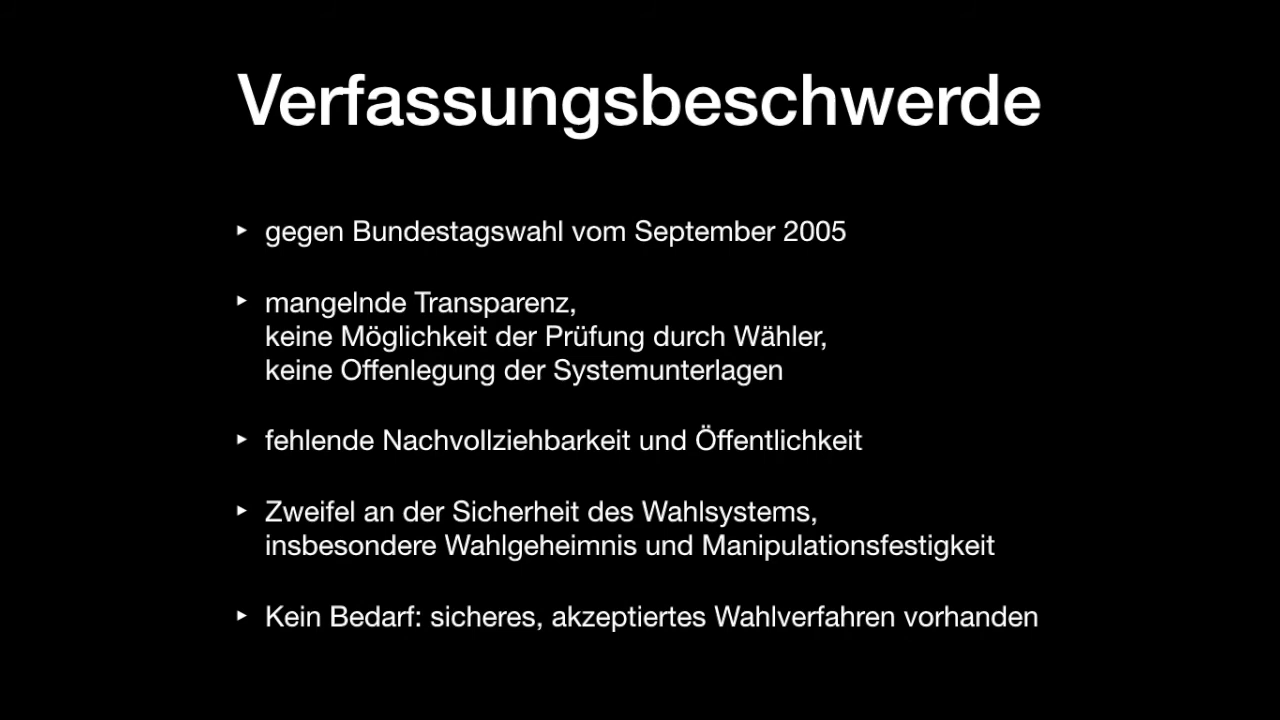 Verfassungsbeschwerde
‣ gegen Bundestagswahl vom September 2005
‣ mangelnde Transparenz,
keine Möglichkeit der Prüfung durch Wähler,
keine Offenlegung der Systemunterlagen
‣ fehlende Nachvollziehbarkeit und Öffentlichkeit
‣ Zweifel an der Sicherheit des Wahlsystems,
insbesondere Wahlgeheimnis und Manipulationsfestigkeit
‣ Kein Bedarf: sicheres, akzeptiertes Wahlverfahren vorhanden